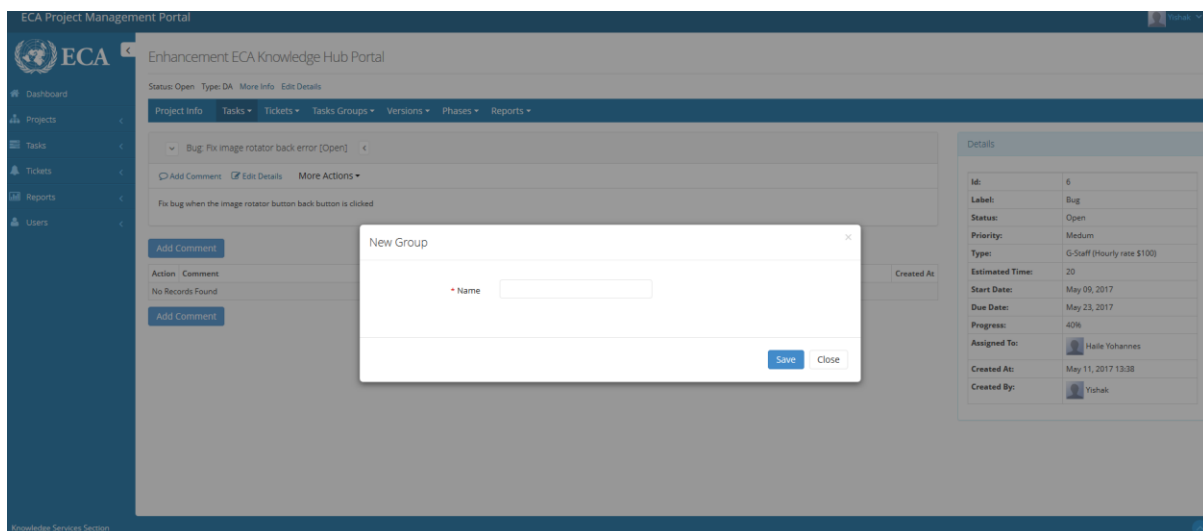 ECA Project Management Portal
Yishak
ECA
Enhancement ECA Knowledge Hub Portal
Status: Open Type: DA More Info Edit Details
Dashboard
Projects
Tasks
Tickets
Reports
Users
Project Info Tasks Tickets Tasks Groups Versions Phases Reports
Bug: Fix image rotator back error [Open]
Add Comment Edit Details More Actions
Fix bug when the image rotator button back button is clicked
Add Comment
Action Comment Created At
No Records Found
Add Comment
New Group
×
* Name
Save Close
Details
Id: 6
Label: Bug
Status: Open
Priority: Medum
Type: G-Staff (Hourly rate $100)
Estimated Time: 20
Start Date: May 09, 2017
Due Date: May 23, 2017
Progress: 40%
Assigned To: Haile Yohannes
Created At: May 11, 2017 13:38
Created By: Yishak
Knowledge Services Section